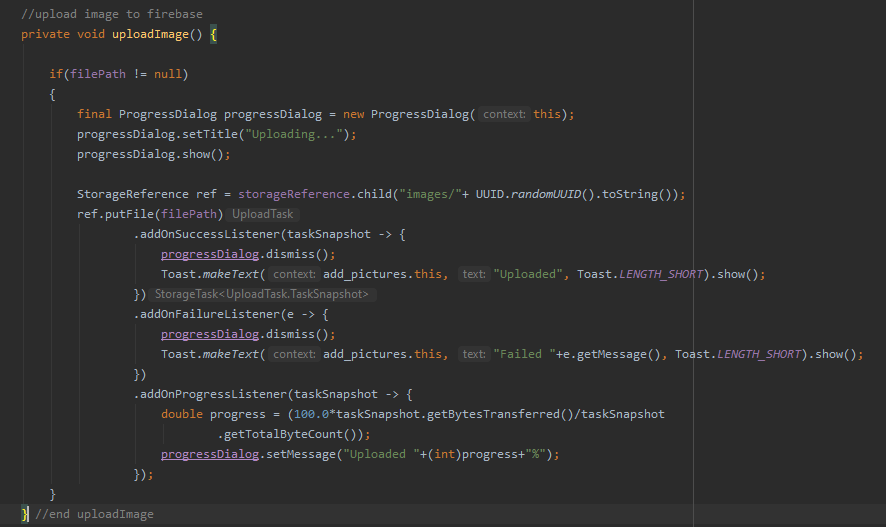 //upload image to firebase
private void uploadImage() {
if(filePath != null)
{
final ProgressDialog progressDialog = new ProgressDialog( context: this);
progressDialog.setTitle("Uploading...");
progressDialog.show();
StorageReference ref = storageReference.child("images/"+ UUID.randomUUID().toString());
ref.putFile(filePath) UploadTask
.addOnSuccessListener(taskSnapshot -> {
progressDialog.dismiss();
Toast.makeText( context: add_pictures.this, text: "Uploaded", Toast.LENGTH_SHORT).show();
}) StorageTask<UploadTask.TaskSnapshot>
.addOnFailureListener(e -> {
progressDialog.dismiss();
Toast.makeText( context: add_pictures.this, text: "Failed "+e.getMessage(), Toast.LENGTH_SHORT).show();
})
.addOnProgressListener(taskSnapshot -> {
double progress = (100.0*taskSnapshot.getBytesTransferred()/taskSnapshot
.getTotalByteCount());
progressDialog.setMessage("Uploaded "+(int)progress+"%");
});
}
} //end uploadImage